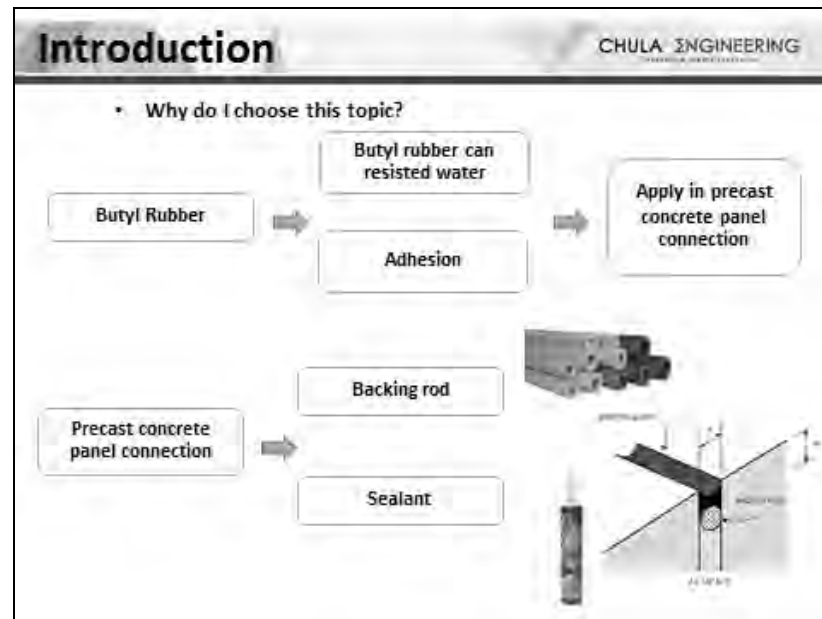 Introduction
CHULA ΣNGINEERING
• Why do I choose this topic?
Butyl Rubber
Butyl rubber can
resisted water
Adhesion
Apply in precast
concrete panel
connection
Precast concrete
panel connection
Backing rod
Sealant